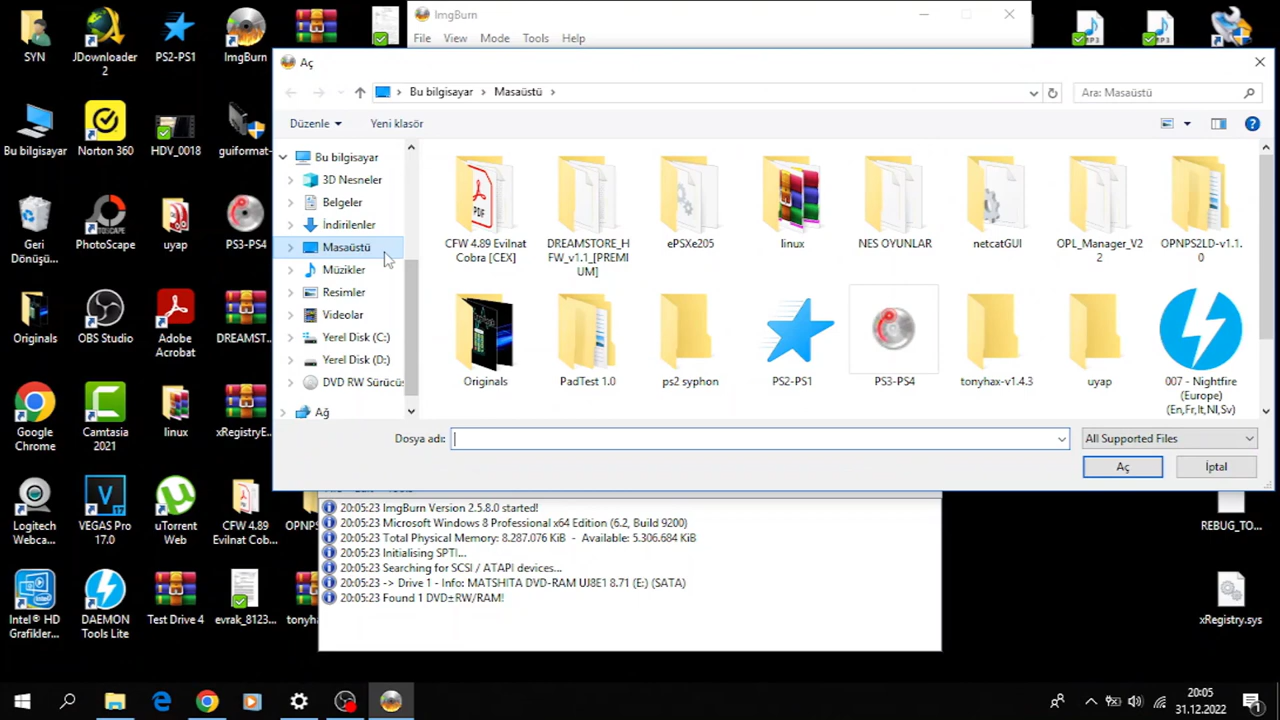 SYN
JDownloader
2
PS2-PS1
ImgBurn
ImgBurn
File View Mode Tools Help
Aç
Bu bilgisayar › Masaüstü ›
Ara: Masaüstü
Düzenle
Yeni klasör
Bu bilgisayar
3D Nesneler
Belgeler
İndirilenler
Masaüstü
Müzikler
Resimler
Videolar
Yerel Disk (C:)
Yerel Disk (D:)
DVD RW Sürücüs
Ağ
CFW 4.89 Evilnat
Cobra [CEX]
DREAMSTORE_H
FW_v1.1_[PREMI
UM]
ePSXe205
linux
NES OYUNLAR
netcatGUI
OPL_Manager_V2
2
OPNPS2LD-v1.1.
0
Originals
PadTest 1.0
ps2 syphon
PS2-PS1
PS3-PS4
tonyhax-v1.4.3
uyap
007 - Nightfire
(Europe)
(En,Fr,It,Nl,Sv)
Dosya adı:
All Supported Files
Aç
İptal
20:05:23 ImgBurn Version 2.5.8.0 started!
20:05:23 Microsoft Windows 8 Professional x64 Edition (6.2, Build 9200)
20:05:23 Total Physical Memory: 8.287.076 KiB - Available: 5.306.684 KiB
20:05:23 Initialising SPTI...
20:05:23 Searching for SCSI / ATAPI devices...
20:05:23 -> Drive 1 - Info: MATSHITA DVD-RAM UJ8E1 8.71 (E:) (SATA)
20:05:23 Found 1 DVD±RW/RAM!
Bu bilgisayar
Norton 360
HDV_0018
guiformat-
Geri
Dönüşü...
PhotoScape
uyap
PS3-PS4
Originals
OBS Studio
Adobe
Acrobat
DREAMST...
Google
Chrome
Camtasia
2021
linux
xRegistryE...
Logitech
Webca...
VEGAS Pro
17.0
uTorrent
Web
CFW 4.89
Evilnat Cob...
OPNPS
Intel® HD
Grafikler...
DAEMON
Tools Lite
Test Drive 4
evrak_8123...
tonyh
REBUG_TO...
xRegistry.sys
20:05
31.12.2022
1